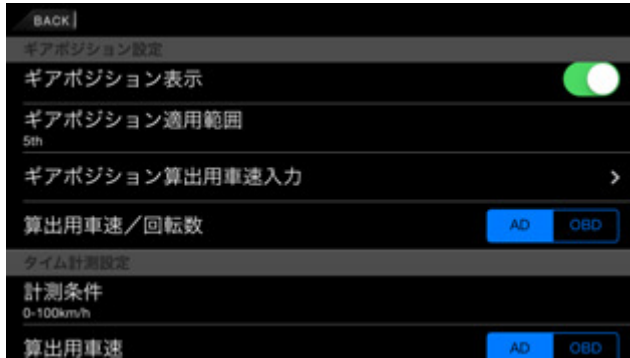 BACK
ギアポジション設定
ギアポジション表示
ギアポジション適用範囲
5th
ギアポジション算出用車速入力
算出用車速／回転数
AD OBD
タイム計測設定
計測条件
0-100km/h
算出用車速
AD OBD